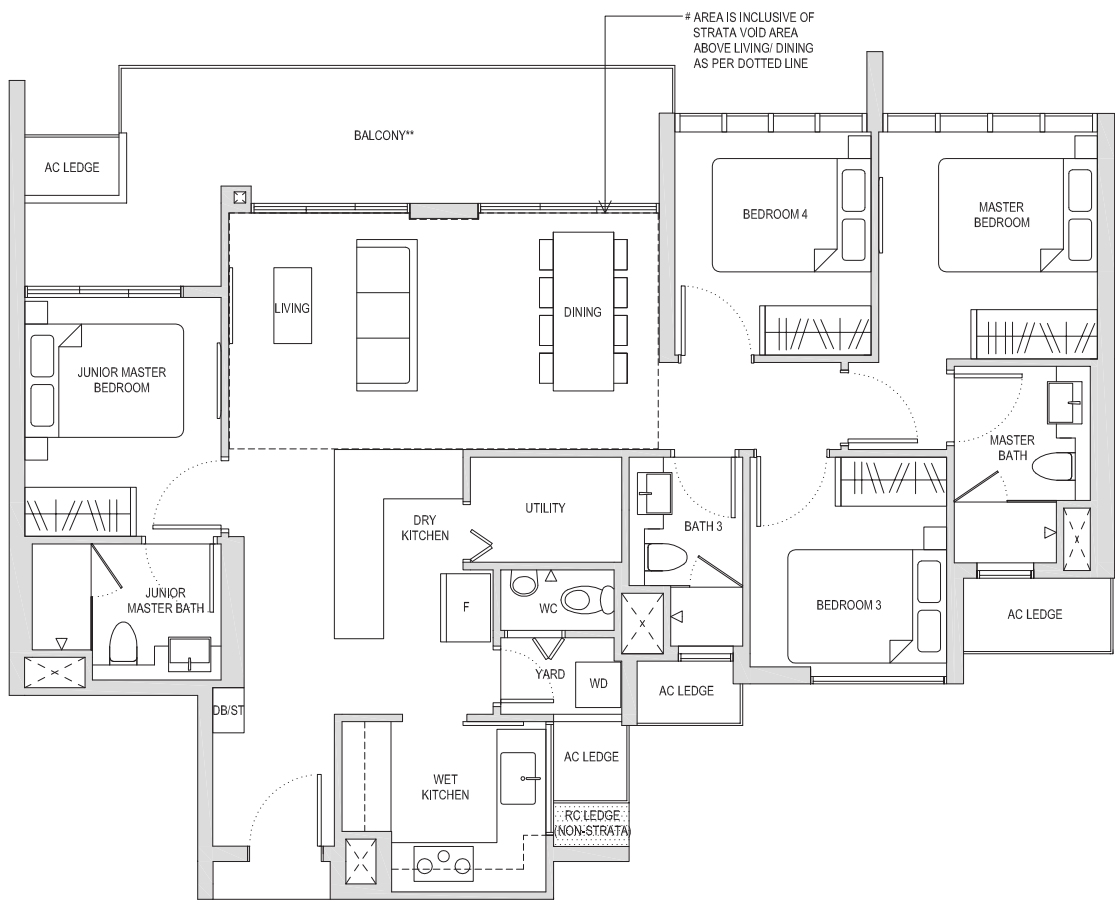 # AREA IS INCLUSIVE OF
STRATA VOID AREA
ABOVE LIVING/ DINING
AS PER DOTTED LINE
BALCONY**
AC LEDGE
BEDROOM 4
MASTER
BEDROOM
LIVING
DINING
JUNIOR MASTER
BEDROOM
MASTER
BATH
UTILITY
DRY
KITCHEN
BATH 3
JUNIOR
MASTER BATH
F
WC
BEDROOM 3
AC LEDGE
YARD
WD
AC LEDGE
DB/ST
AC LEDGE
WET
KITCHEN
RC LEDGE
(NON-STRATA)